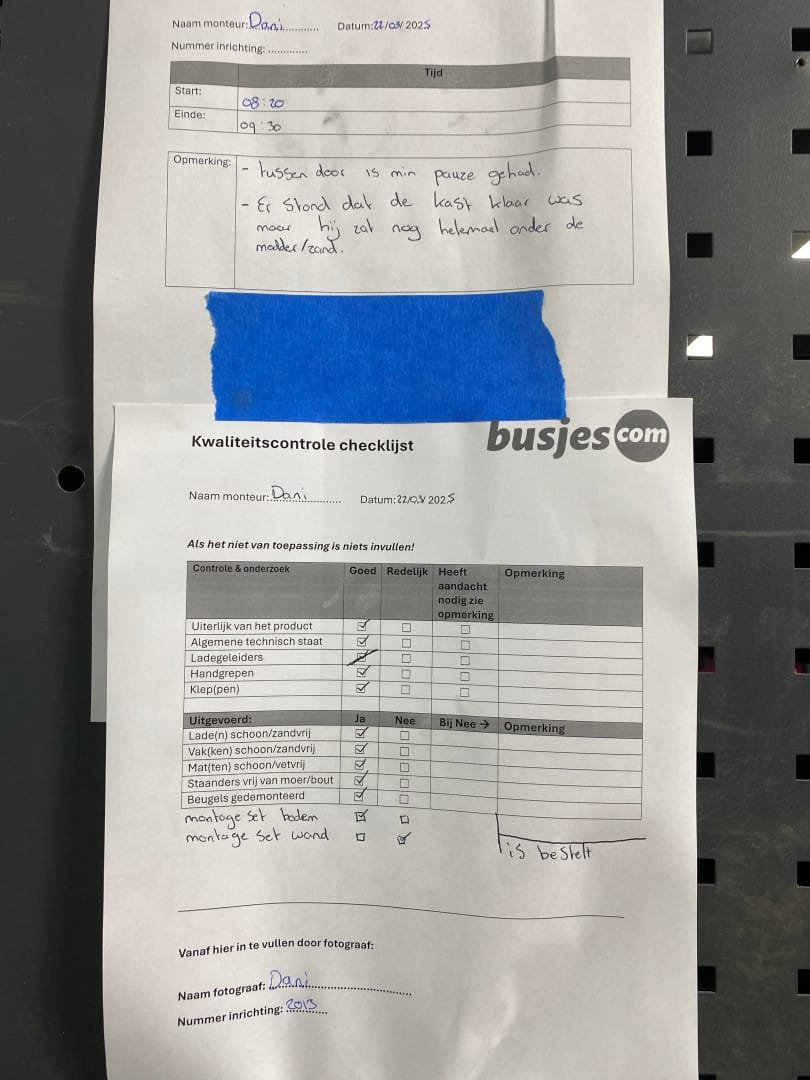 Naam monteur: Dani............ Datum: 22/03/2025
Nummer inrichting: .............
Tijd
Start: 08:20
Einde: 09:30
Opmerking: - tussen door 15 min pauze gehad.
- Er stond dat de kast klaar was
maar hij zat nog helemaal onder de
modder/zand.
busjes com
Kwaliteitscontrole checklijst
Naam monteur: Dani............ Datum: 22/03/2025
Als het niet van toepassing is niets invullen!
Controle & onderzoek Goed Redelijk Heeft aandacht nodig zie opmerking Opmerking
Uiterlijk van het product ☑ ☐ ☐
Algemene technisch staat ☑ ☐ ☐
Ladegeleiders ☑ ☐ ☐
Handgrepen ☑ ☐ ☐
Klep(pen) ☑ ☐ ☐
Uitgevoerd: Ja Nee Bij Nee → Opmerking
Lade(n) schoon/zandvrij ☑ ☐
Vak(ken) schoon/zandvrij ☑ ☐
Mat(ten) schoon/vetvrij ☑ ☐
Staanders vrij van moer/bout ☑ ☐
Beugels gedemonteerd ☑ ☐
montage set bodem ☑ ☐
montage set wand ☐ ☑ is bestelt
Vanaf hier in te vullen door fotograaf:
Naam fotograaf: Dani..................................
Nummer inrichting: 2013